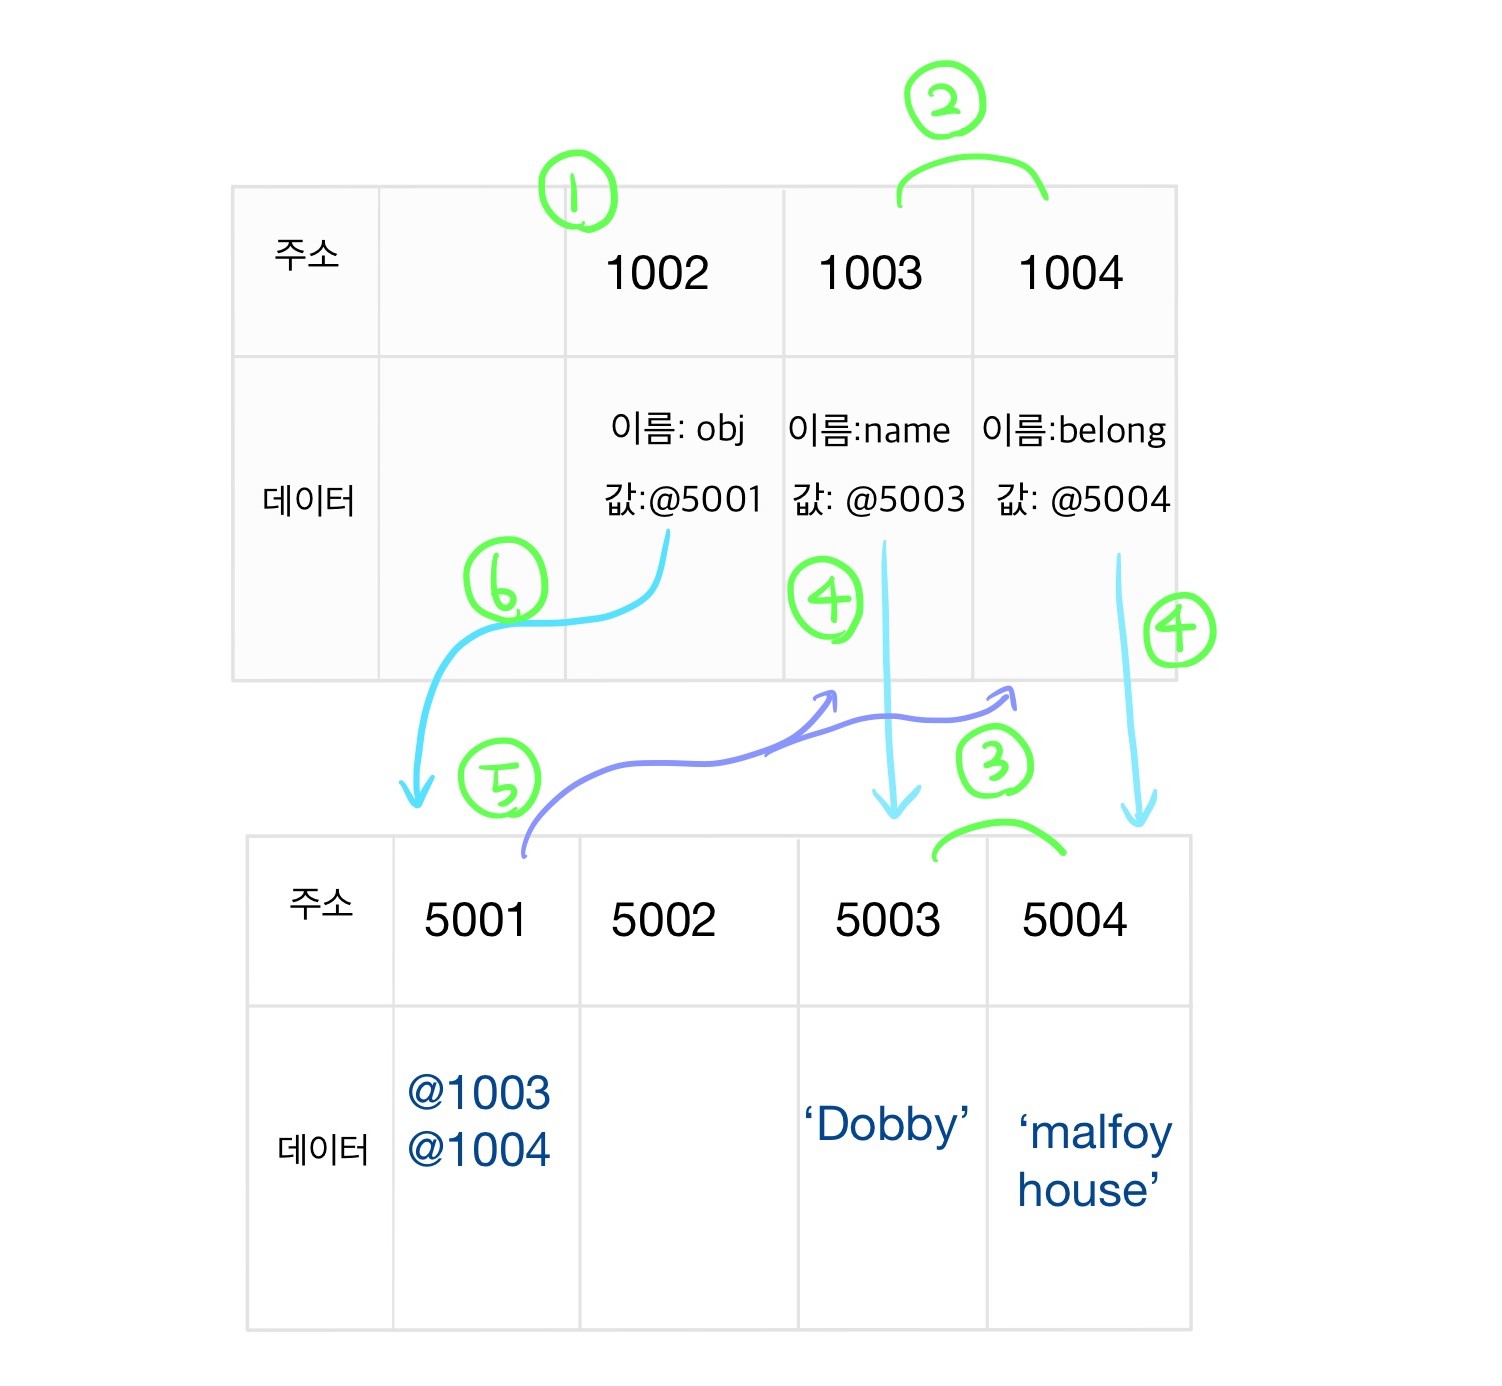 ②
①
주소 1002 1003 1004
이름: obj 이름:name 이름:belong
데이터 값:@5001 값: @5003 값: @5004
⑥ ④ ④
⑤ ③
주소 5001 5002 5003 5004
@1003 ‘Dobby’ ‘malfoy
데이터 @1004 house’